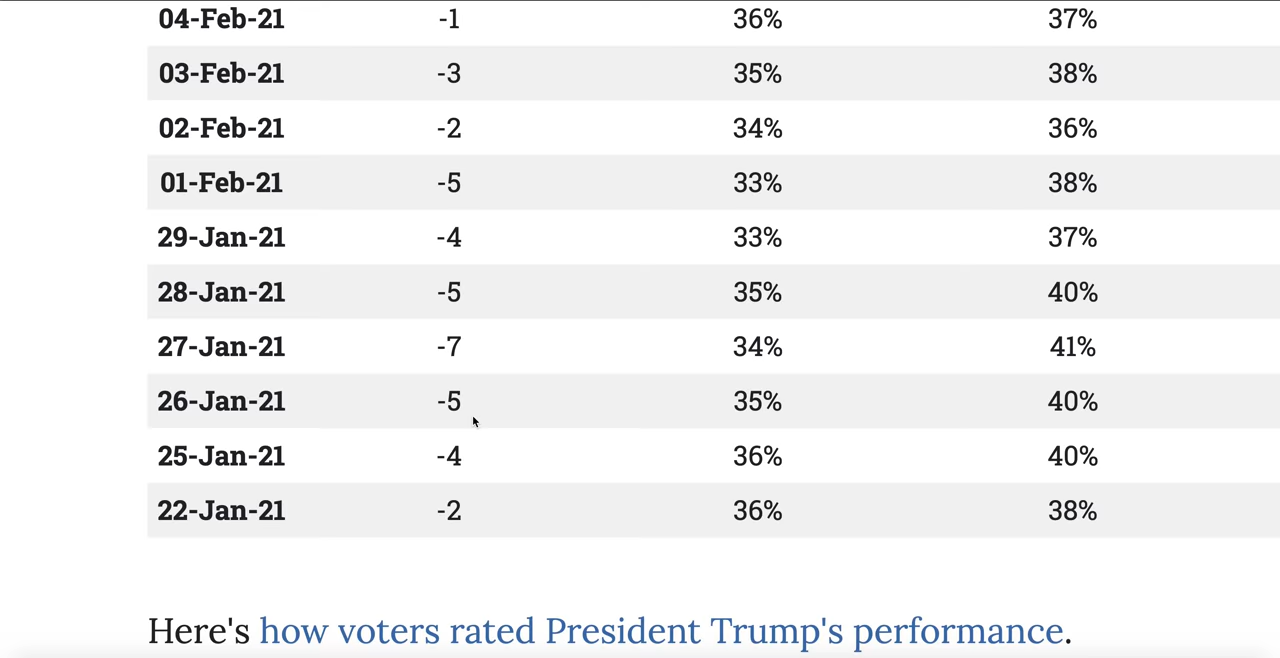 04-Feb-21 -1 36% 37%
03-Feb-21 -3 35% 38%
02-Feb-21 -2 34% 36%
01-Feb-21 -5 33% 38%
29-Jan-21 -4 33% 37%
28-Jan-21 -5 35% 40%
27-Jan-21 -7 34% 41%
26-Jan-21 -5 35% 40%
25-Jan-21 -4 36% 40%
22-Jan-21 -2 36% 38%
Here's how voters rated President Trump's performance.